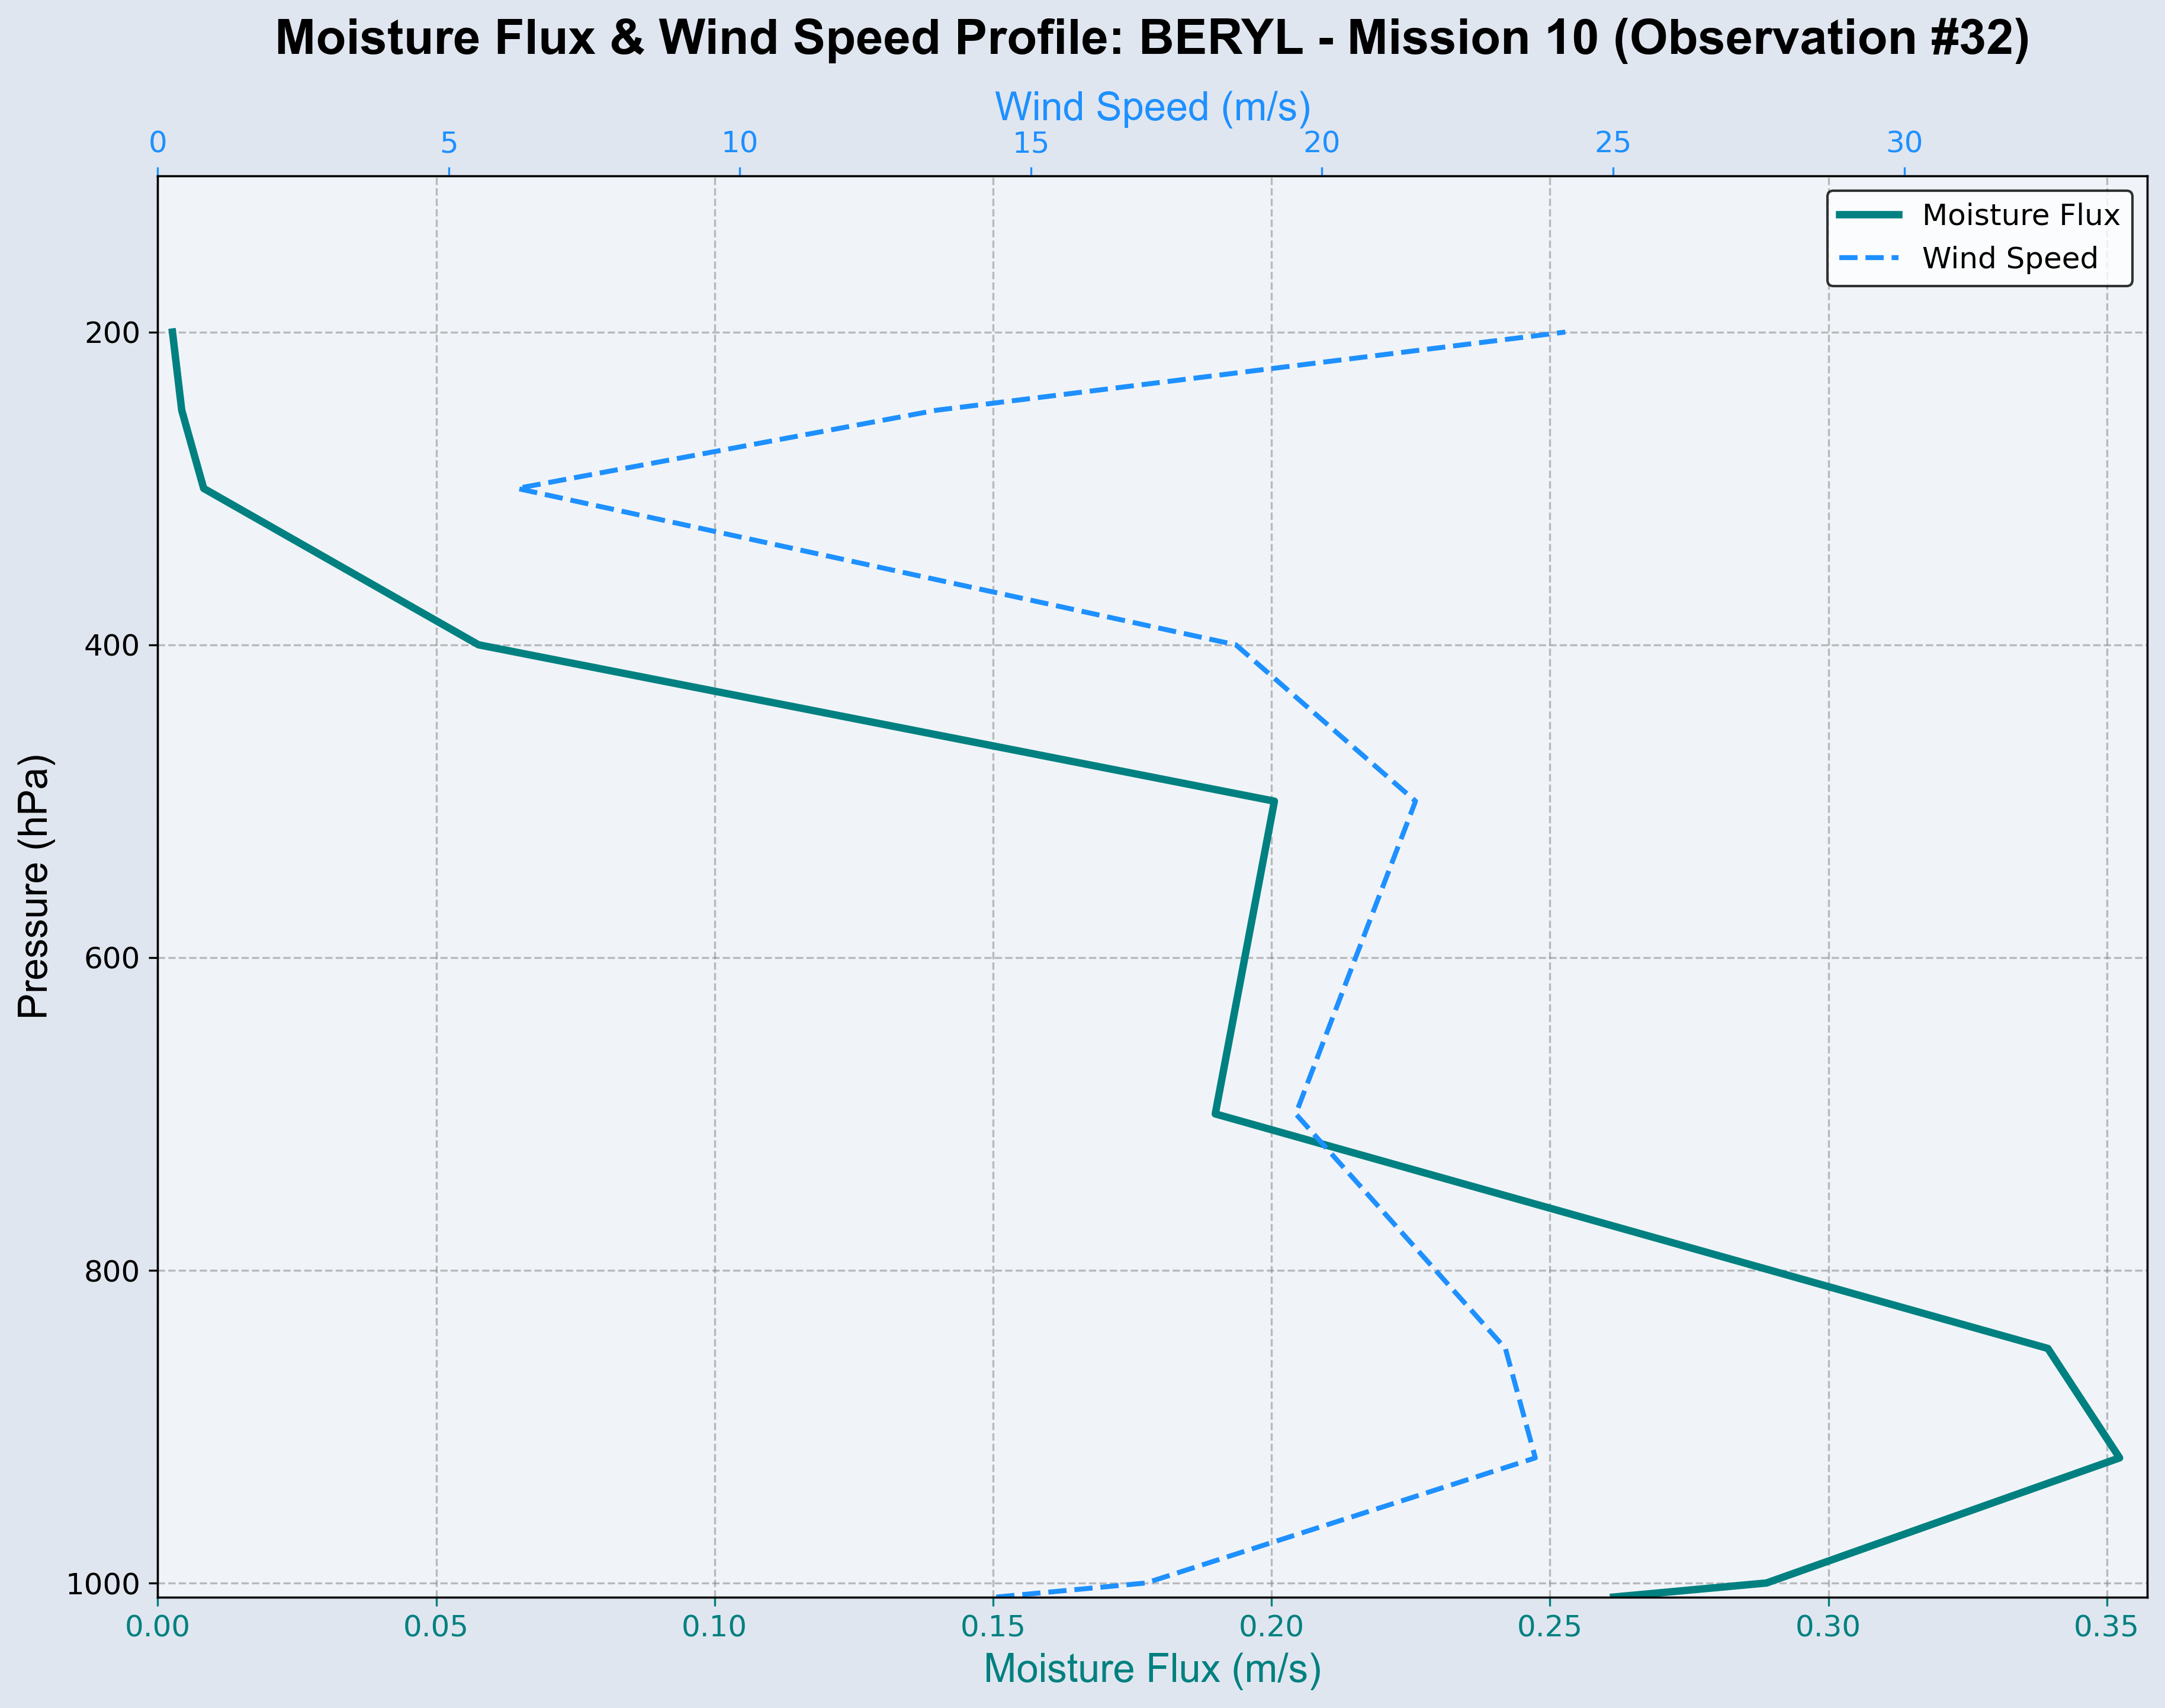 Moisture Flux & Wind Speed Profile: BERYL - Mission 10 (Observation #32)
Wind Speed (m/s)
0 5 10 15 20 25 30
Moisture Flux
Wind Speed
200
400
600
800
1000
Pressure (hPa)
0.00 0.05 0.10 0.15 0.20 0.25 0.30 0.35
Moisture Flux (m/s)